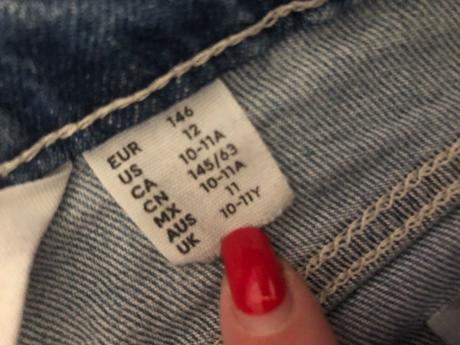 EUR 146
US 12
CA 10-11A
CN 145/63
MX 10-11A
AUS 11
UK 10-11Y